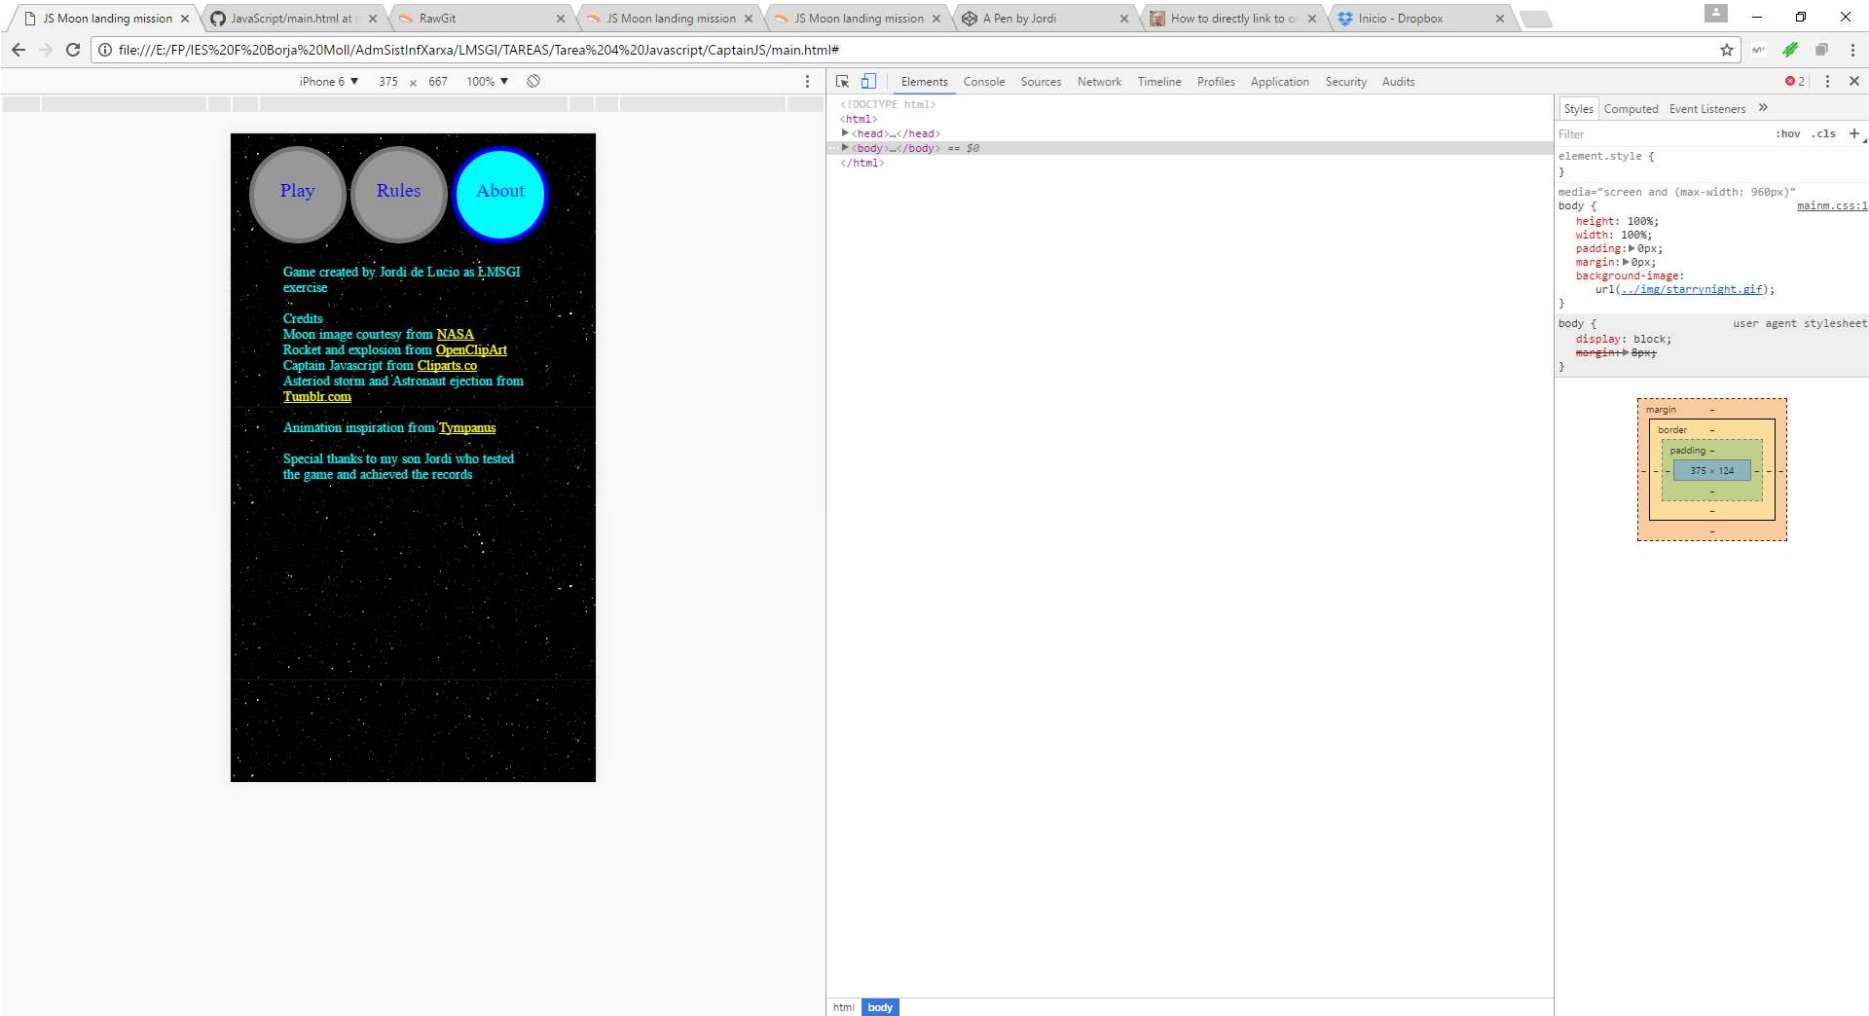 JS Moon landing mission
JavaScript/main.html at
RawGit
JS Moon landing mission
JS Moon landing mission
A Pen by Jordi
How to directly link to
Inicio - Dropbox
file:///E:/FP/IES%20F%20Borja%20Moll/AdmSistInfXarxa/LMSGI/TAREAS/Tarea%204%20Javascript/CaptainJS/main.html#
iPhone 6 ▼ 375 × 667 100% ▼
Elements Console Sources Network Timeline Profiles Application Security Audits
2
Play
Rules
About
Game created by Jordi de Lucio as LMSGI
exercise
Credits
Moon image courtesy from NASA
Rocket and explosion from OpenClipArt
Captain Javascript from Cliparts.co
Asteriod storm and Astronaut ejection from
Tumblr.com
Animation inspiration from Tympanus
Special thanks to my son Jordi who tested
the game and achieved the records
<!DOCTYPE html>
<html>
▶<head>…</head>
…▶<body>…</body> == $0
</html>
html body
Styles Computed Event Listeners »
Filter :hov .cls +
element.style {
}
media="screen and (max-width: 960px)"
body { mainm.css:1
height: 100%;
width: 100%;
padding:▶0px;
margin:▶0px;
background-image:
url(../img/starrynight.gif);
}
body { user agent stylesheet
display: block;
margin:▶8px;
}
margin –
border –
padding –
– – – 375 × 124 – – –
–
–
–